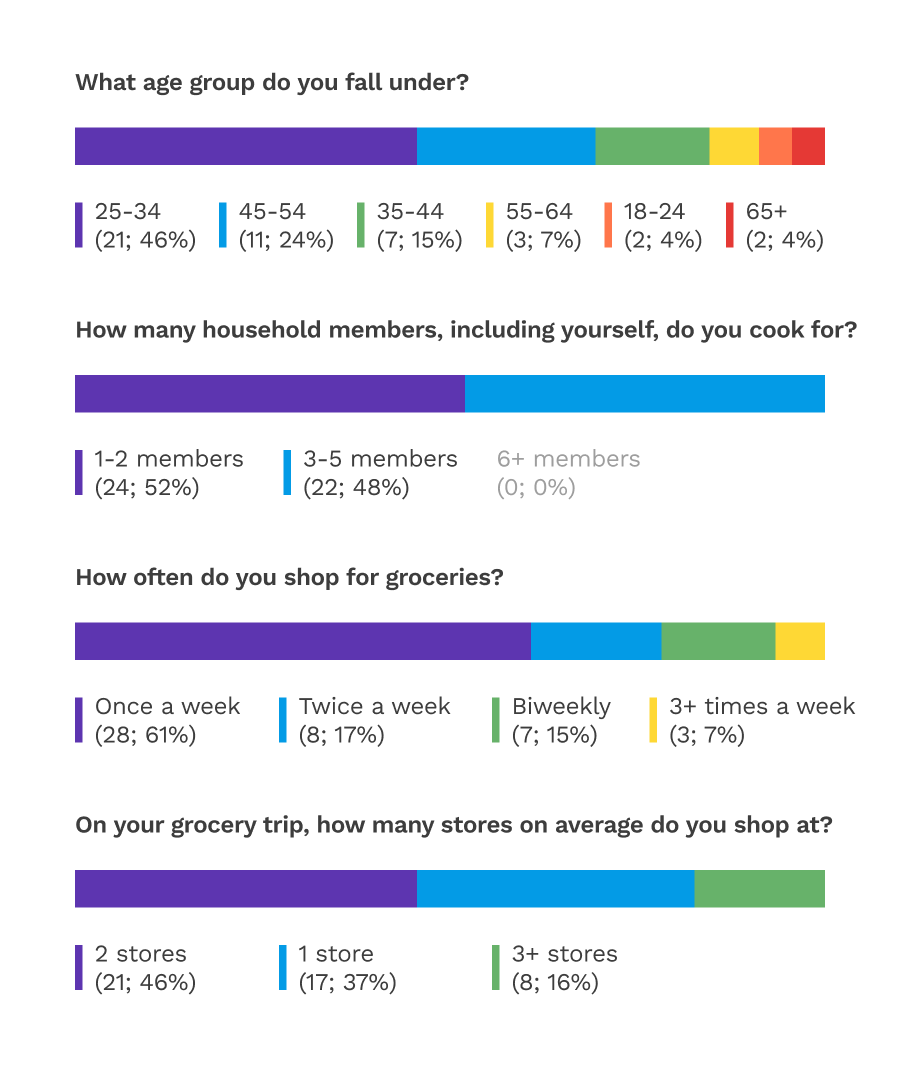 What age group do you fall under?
25-34 45-54 35-44 55-64 18-24 65+
(21; 46%) (11; 24%) (7; 15%) (3; 7%) (2; 4%) (2; 4%)
How many household members, including yourself, do you cook for?
1-2 members 3-5 members 6+ members
(24; 52%) (22; 48%) (0; 0%)
How often do you shop for groceries?
Once a week Twice a week Biweekly 3+ times a week
(28; 61%) (8; 17%) (7; 15%) (3; 7%)
On your grocery trip, how many stores on average do you shop at?
2 stores 1 store 3+ stores
(21; 46%) (17; 37%) (8; 16%)